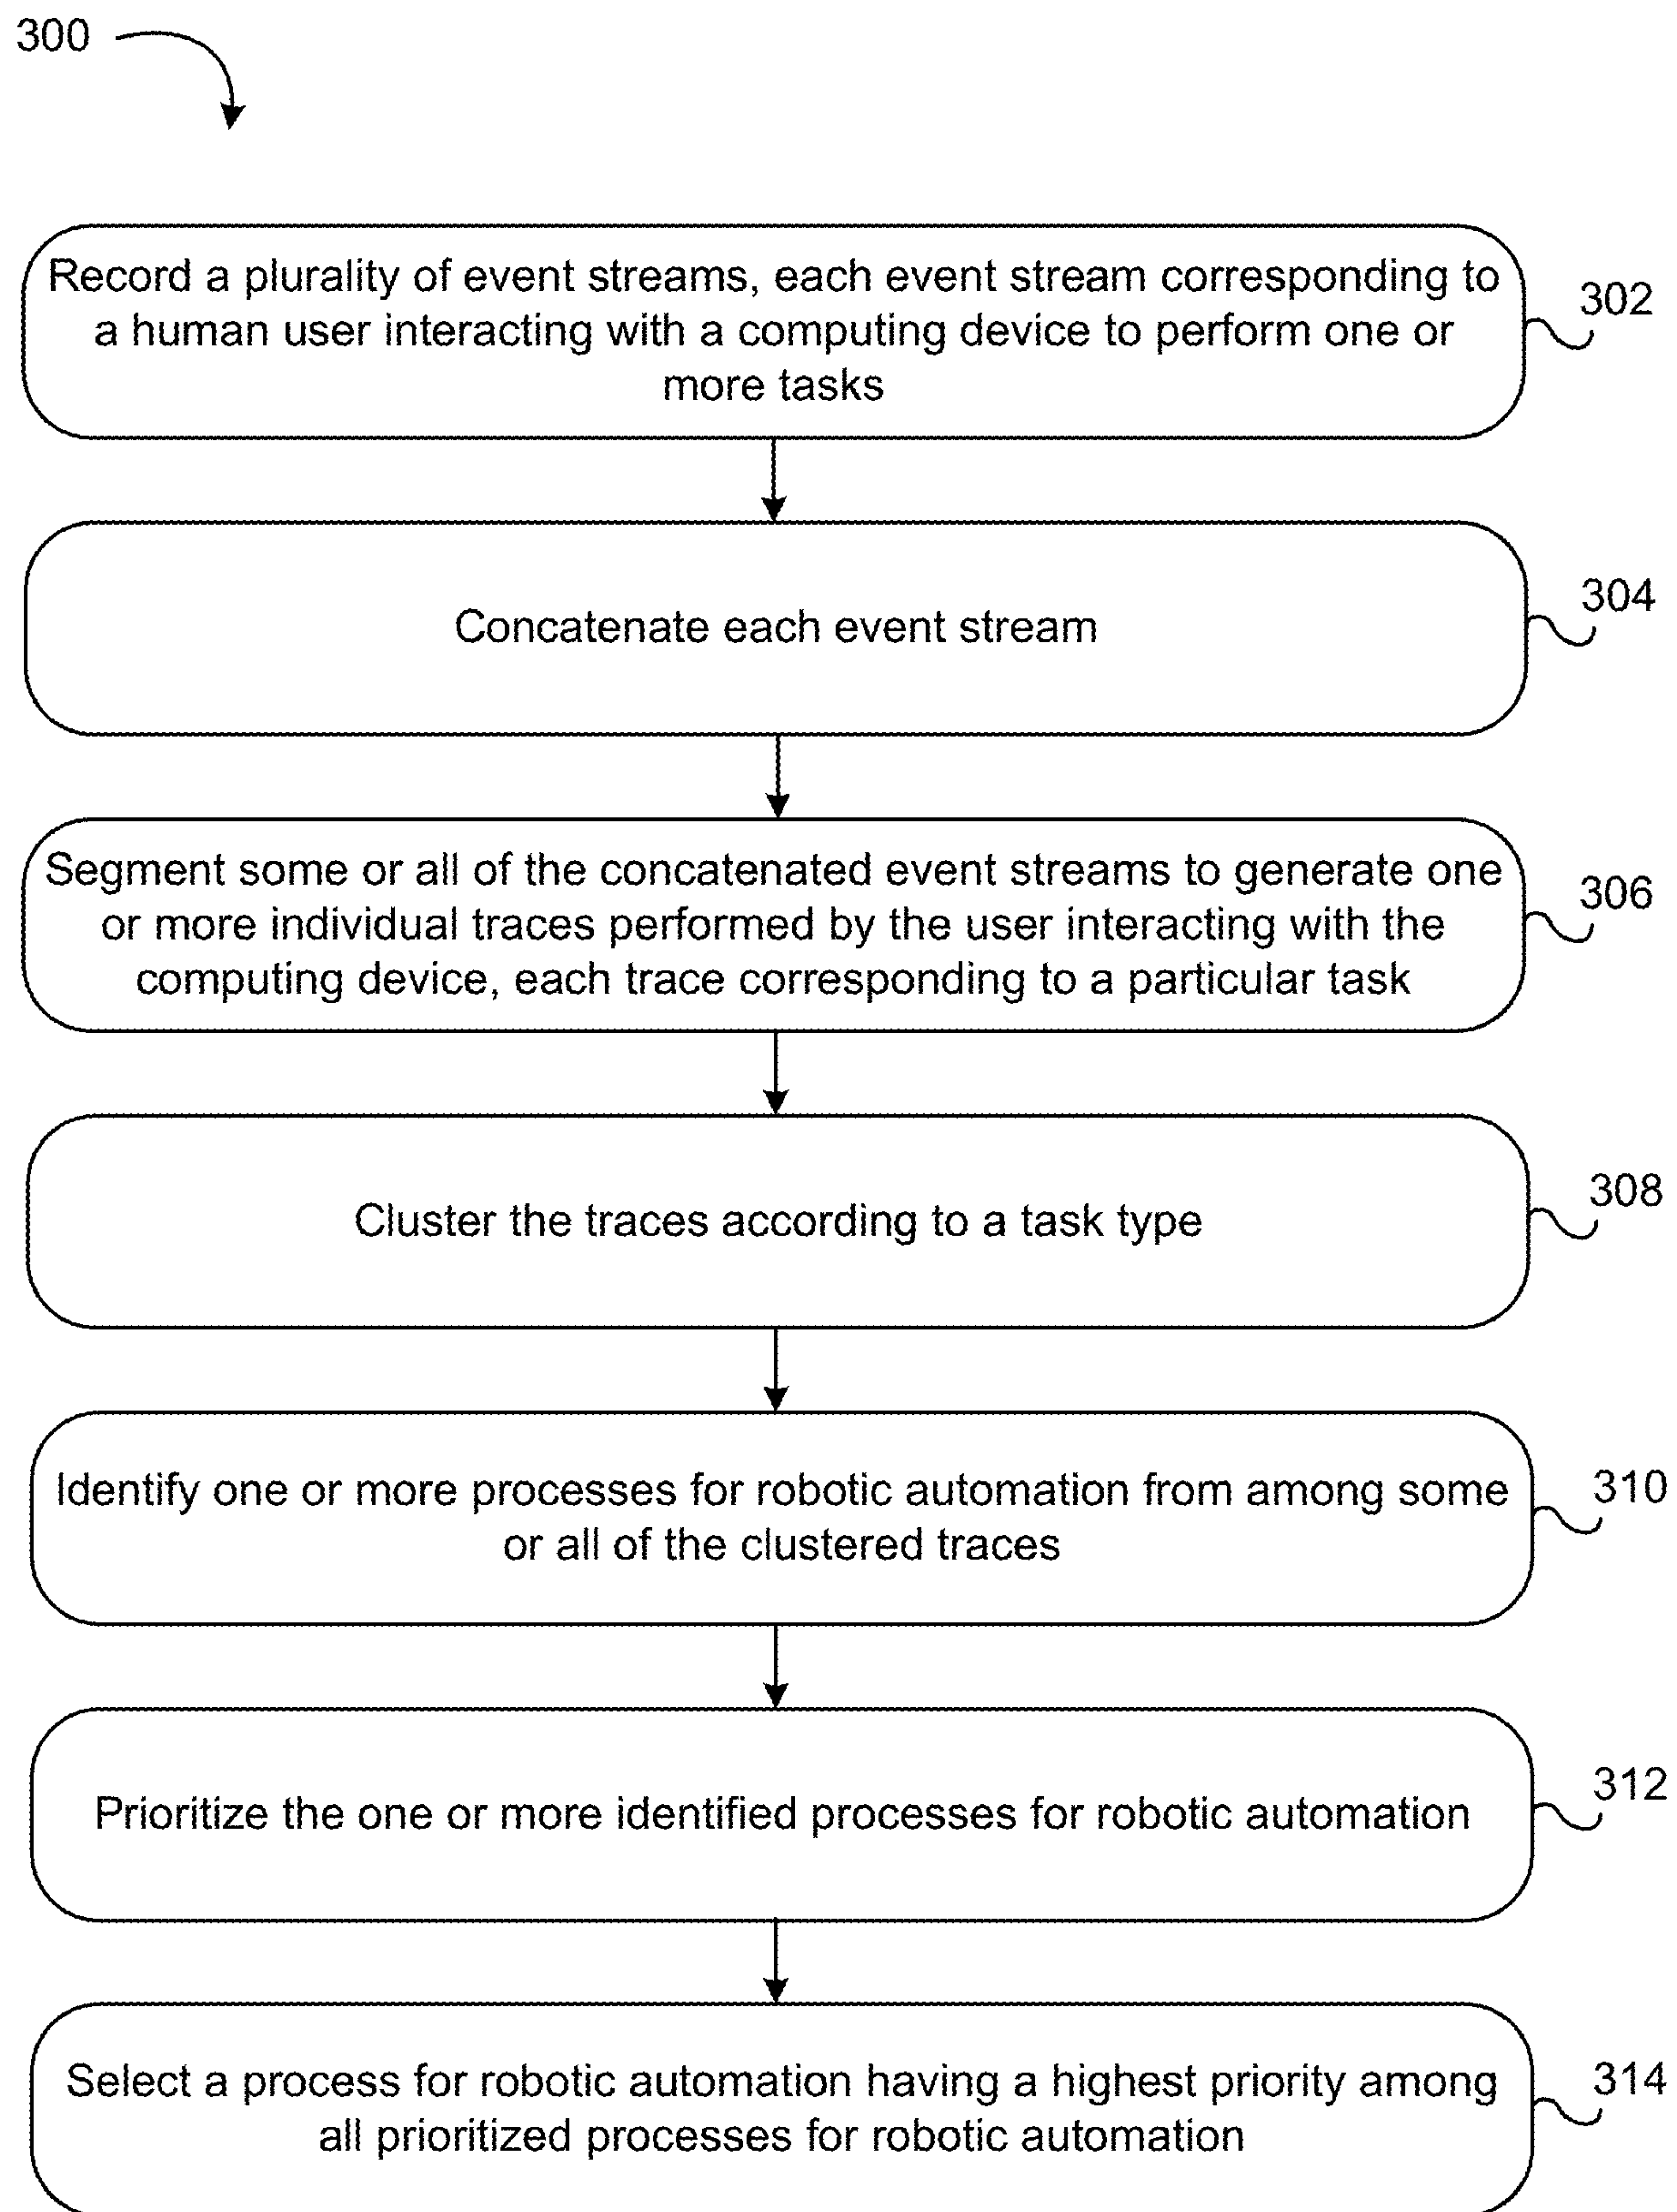 300
Record a plurality of event streams, each event stream corresponding to
a human user interacting with a computing device to perform one or
more tasks
302
Concatenate each event stream
304
Segment some or all of the concatenated event streams to generate one
or more individual traces performed by the user interacting with the
computing device, each trace corresponding to a particular task
306
Cluster the traces according to a task type
308
Identify one or more processes for robotic automation from among some
or all of the clustered traces
310
Prioritize the one or more identified processes for robotic automation
312
Select a process for robotic automation having a highest priority among
all prioritized processes for robotic automation
314